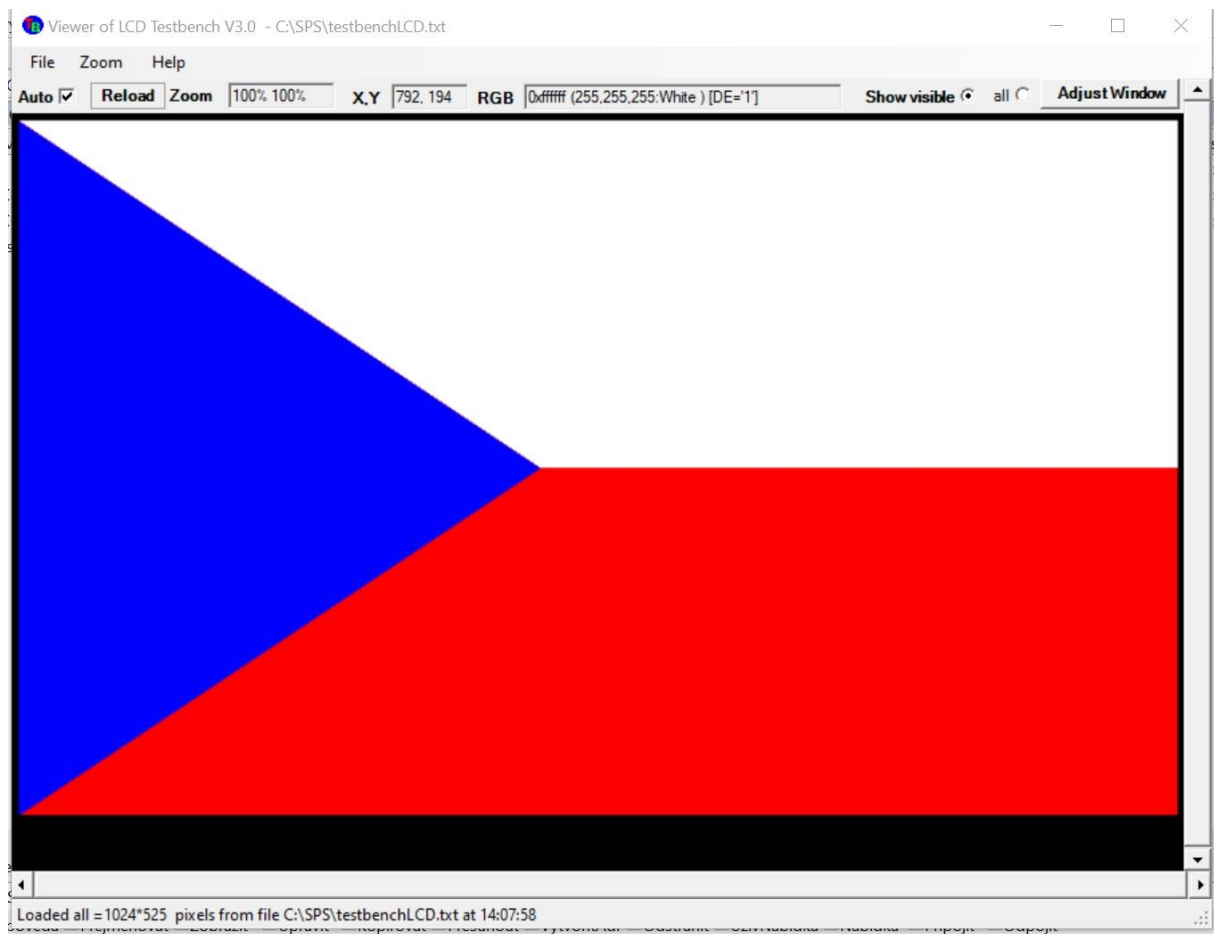 Viewer of LCD Testbench V3.0 - C:\SPS\testbenchLCD.txt
File Zoom Help
Auto Reload Zoom 100% 100% X,Y 792, 194 RGB 0xffffff (255,255,255:White ) [DE='1'] Show visible all Adjust Window
Loaded all =1024*525 pixels from file C:\SPS\testbenchLCD.txt at 14:07:58